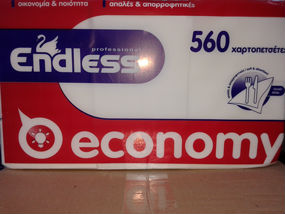 οικονομία & ποιότητα
απαλές & απορροφητικές
professional
Endless
560
χαρτοπετσέτες
economy